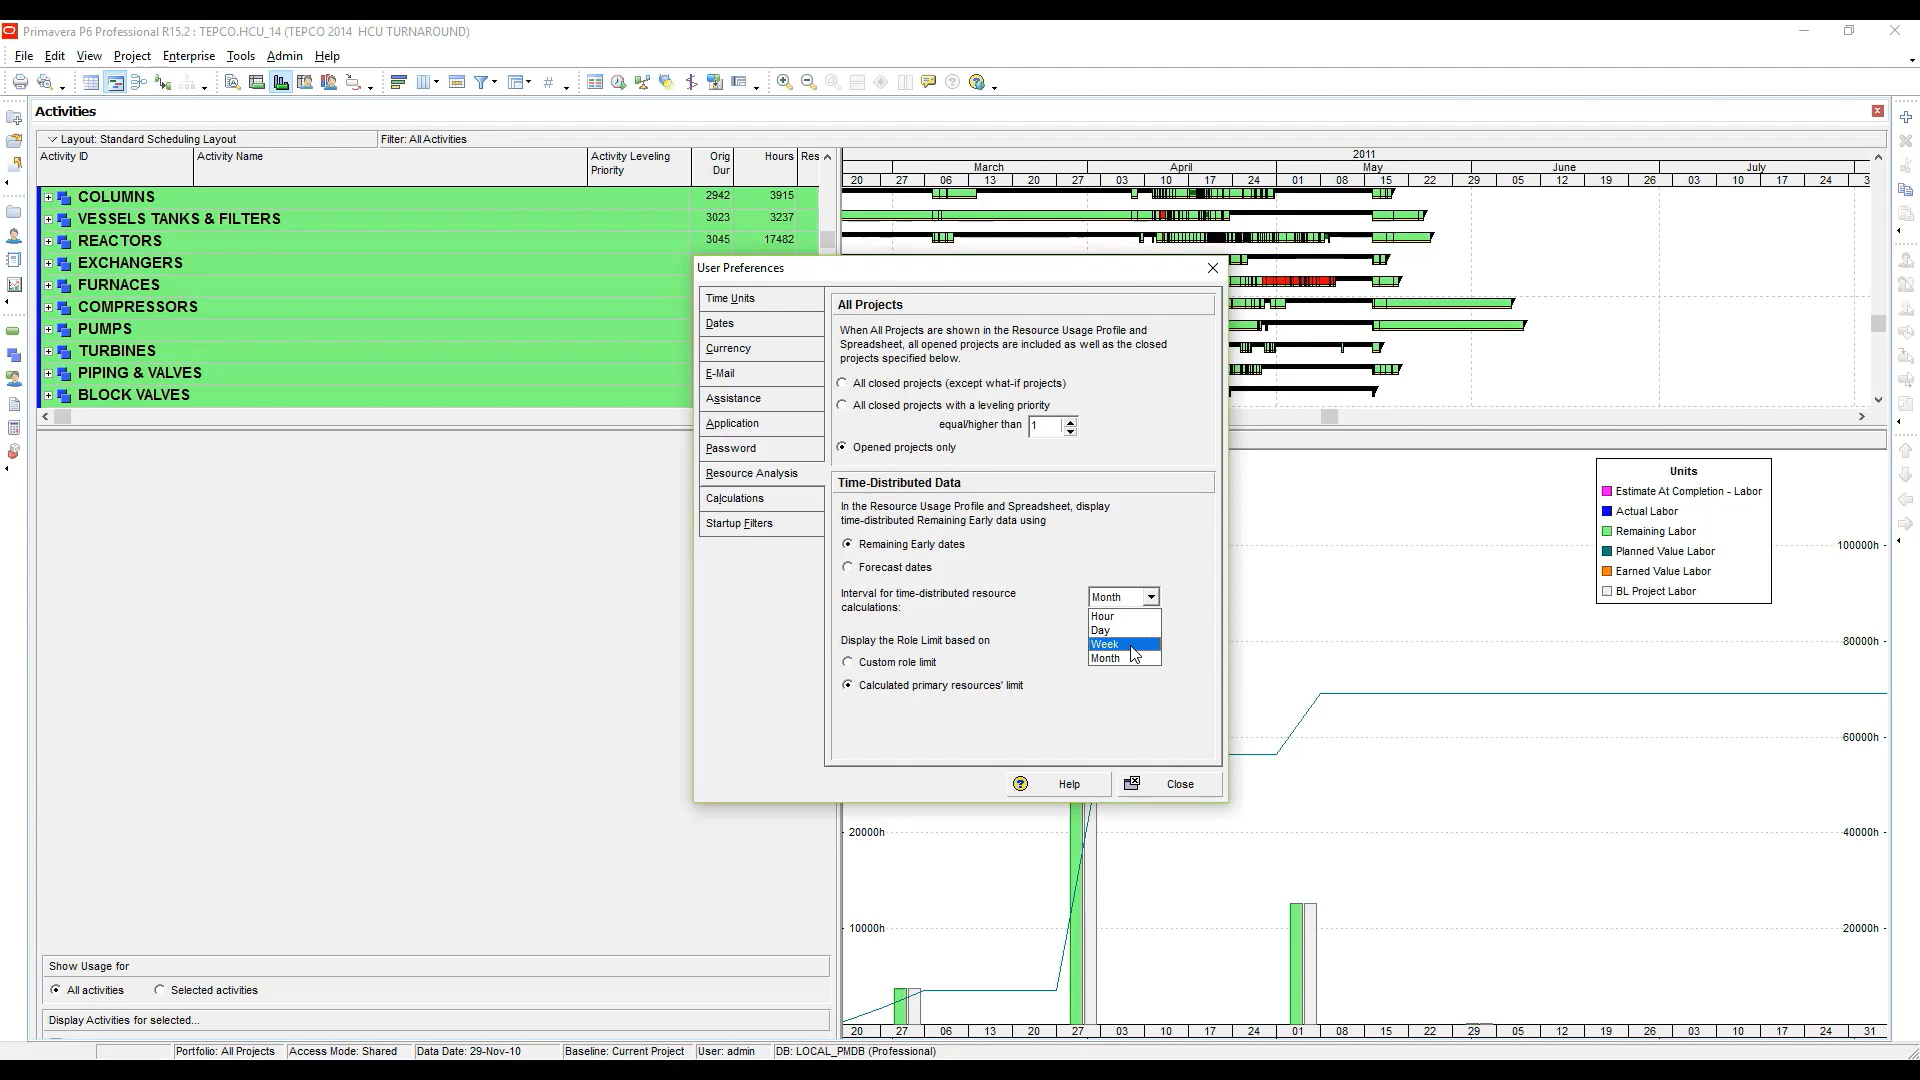 Primavera P6 Professional R15.2 : TEPCO.HCU_14 (TEPCO 2014  HCU TURNAROUND)
File Edit View Project Enterprise Tools Admin Help
Activities
Layout: Standard Scheduling Layout
Filter: All Activities
Activity ID
Activity Name
Activity Leveling
Priority
Orig
Dur
Hours
Res
2011
March April May June July
20 27 06 13 20 27 03 10 17 24 01 08 15 22 29 05 12 19 26 03 10 17 24 3
COLUMNS 2942 3915
VESSELS TANKS & FILTERS 3023 3237
REACTORS 3045 17482
EXCHANGERS
FURNACES
COMPRESSORS
PUMPS
TURBINES
PIPING & VALVES
BLOCK VALVES
User Preferences
Time Units
Dates
Currency
E-Mail
Assistance
Application
Password
Resource Analysis
Calculations
Startup Filters
All Projects
When All Projects are shown in the Resource Usage Profile and
Spreadsheet, all opened projects are included as well as the closed
projects specified below.
All closed projects (except what-if projects)
All closed projects with a leveling priority
equal/higher than 1
Opened projects only
Time-Distributed Data
In the Resource Usage Profile and Spreadsheet, display
time-distributed Remaining Early data using
Remaining Early dates
Forecast dates
Interval for time-distributed resource
calculations:
Month
Hour
Day
Week
Month
Display the Role Limit based on
Custom role limit
Calculated primary resources' limit
Help
Close
Units
Estimate At Completion - Labor
Actual Labor
Remaining Labor
Planned Value Labor
Earned Value Labor
BL Project Labor
100000h
80000h
60000h
20000h
40000h
10000h
20000h
Show Usage for
All activities
Selected activities
Display Activities for selected...
20 27 06 13 20 27 03 10 17 24 01 08 15 22 29 05 12 19 26 03 10 17 24 31
Portfolio: All Projects
Access Mode: Shared
Data Date: 29-Nov-10
Baseline: Current Project
User: admin
DB: LOCAL_PMDB (Professional)